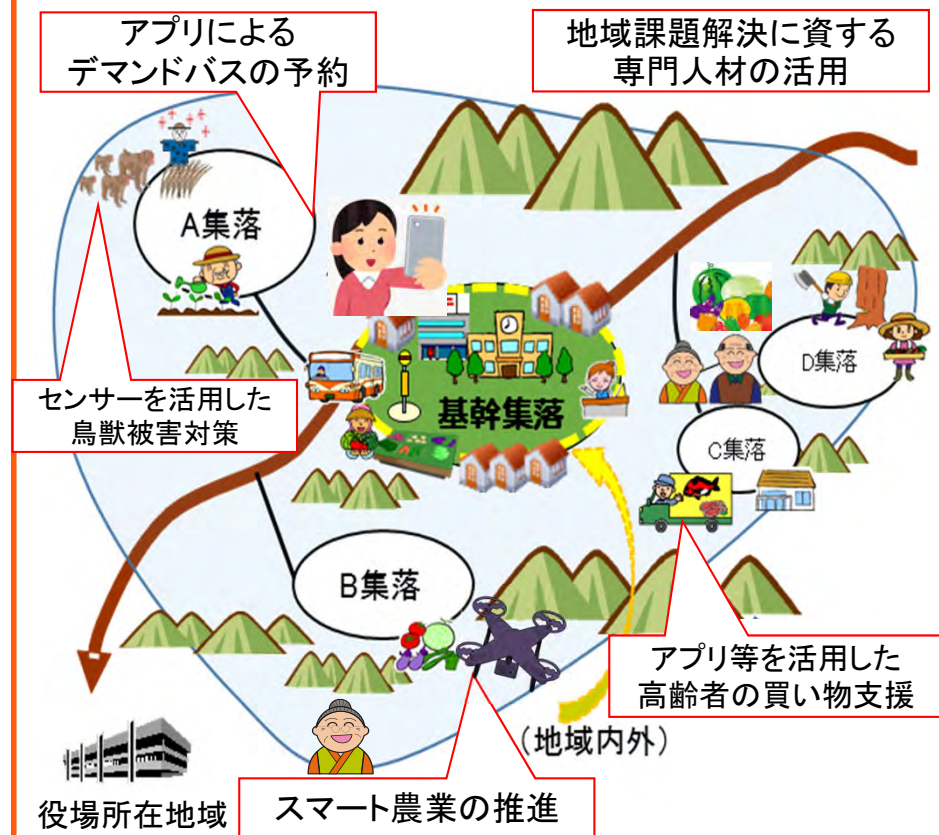 アプリによる
デマンドバスの予約
地域課題解決に資する
専門人材の活用
A集落
センサーを活用した
鳥獣被害対策
基幹集落
D集落
C集落
B集落
アプリ等を活用した
高齢者の買い物支援
(地域内外)
役場所在地域
スマート農業の推進